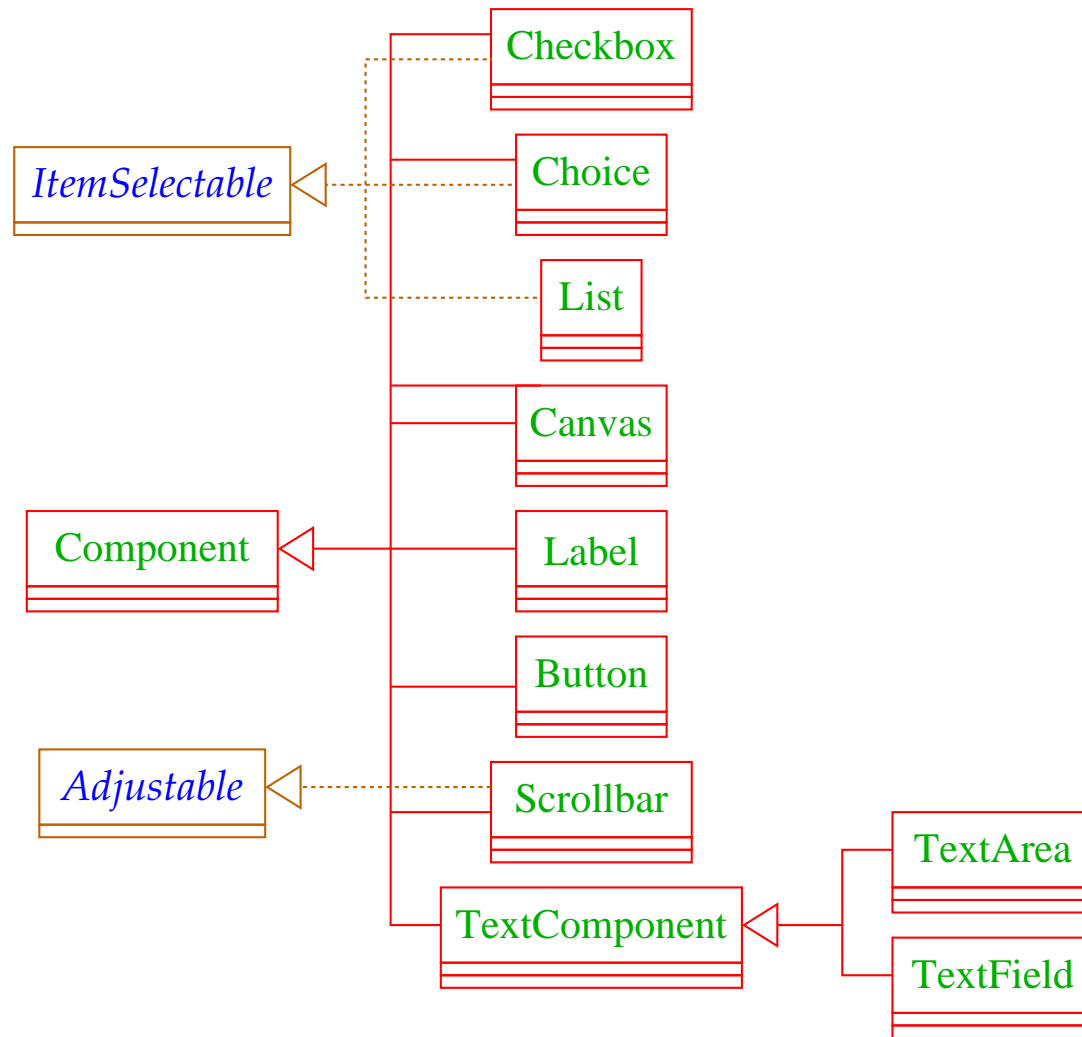 Checkbox
ItemSelectable
Choice
List
Canvas
Component
Label
Button
Adjustable
Scrollbar
TextArea
TextComponent
TextField